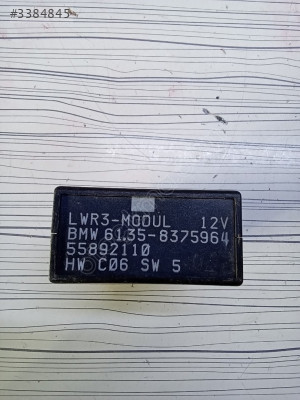 #3384845
LWR3-MODUL 12V
BMW 61.35-8375964
55892110
HW C06 SW 5